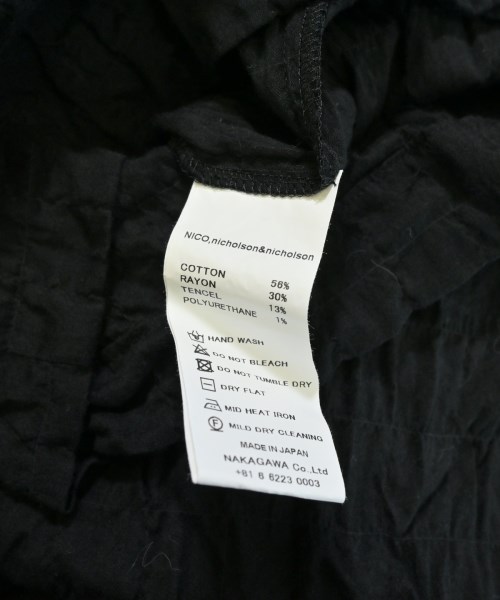 NICO,nicholson&nicholson
COTTON 56%
RAYON 30%
TENCEL 13%
POLYURETHANE 1%
HAND WASH
DO NOT BLEACH
DO NOT TUMBLE DRY
DRY FLAT
MID HEAT IRON
F MILD DRY CLEANING
MADE IN JAPAN
NAKAGAWA Co.,Ltd
+81 6 6223 0003